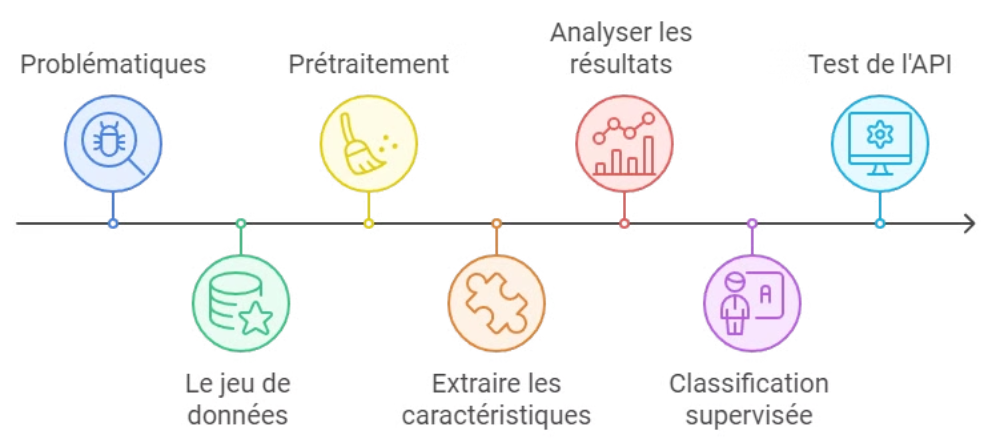 Problématiques
Le jeu de
données
Prétraitement
Extraire les
caractéristiques
Analyser les
résultats
Classification
supervisée
A
Test de l'API